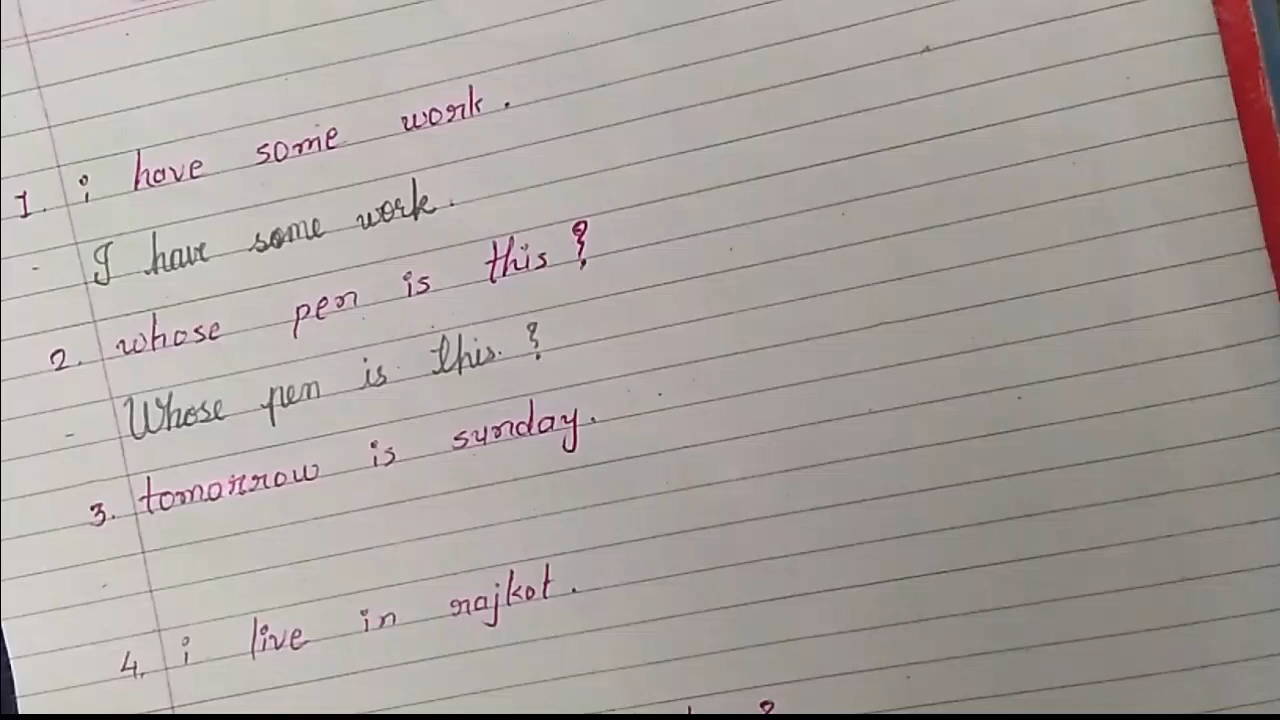 1. i have some work.
- I have some work.
2. whose pen is this?
- Whose pen is this.?
3. tomorrow is sunday.
4. i live in rajkot.